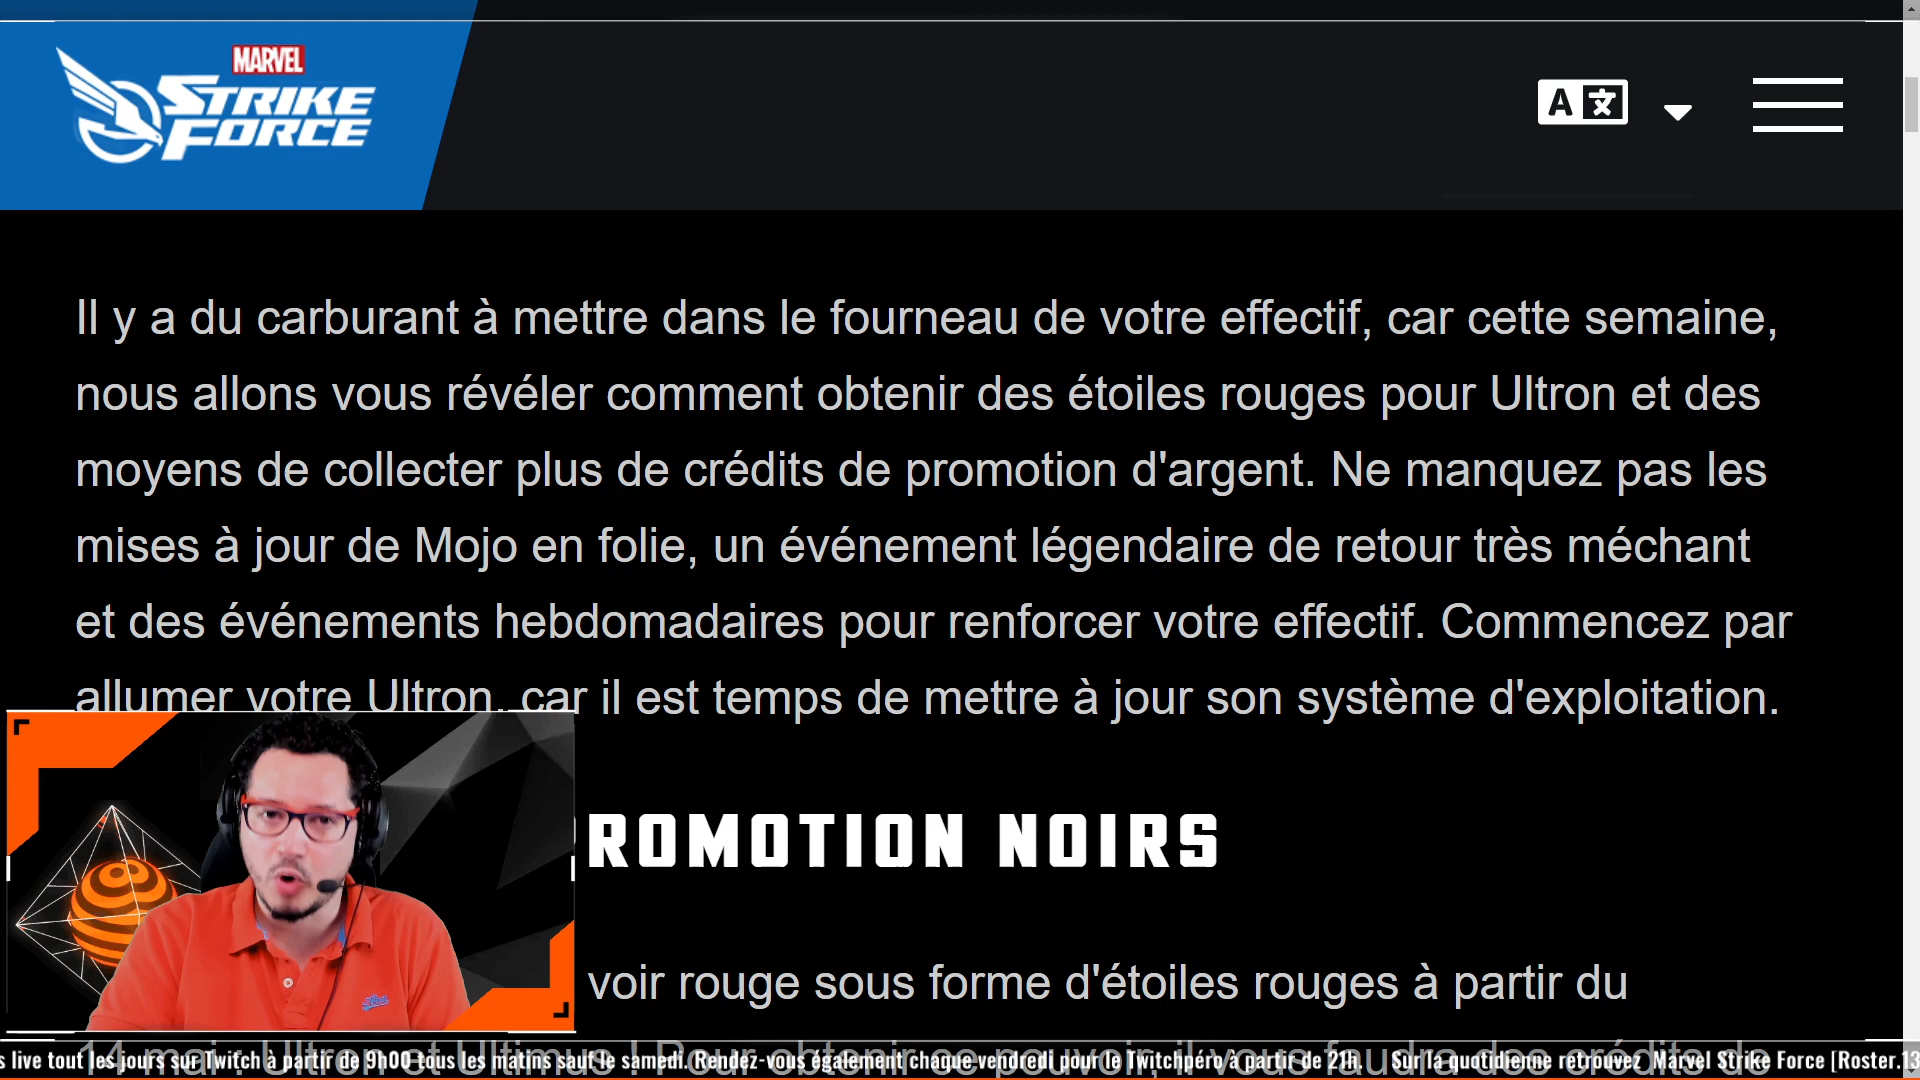 MARVEL
STRIKE
FORCE
A 文
Il y a du carburant à mettre dans le fourneau de votre effectif, car cette semaine,
nous allons vous révéler comment obtenir des étoiles rouges pour Ultron et des
moyens de collecter plus de crédits de promotion d'argent. Ne manquez pas les
mises à jour de Mojo en folie, un événement légendaire de retour très méchant
et des événements hebdomadaires pour renforcer votre effectif. Commencez par
allumer votre Ultron, car il est temps de mettre à jour son système d'exploitation.
ROMOTION NOIRS
voir rouge sous forme d'étoiles rouges à partir du
14 mai. Ultron et Ultimus ! Pour obtenir ce pouvoir, il vous faudra des crédits de
s live tout les jours sur Twitch à partir de 9h00 tous les matins sauf le samedi. Rendez-vous également chaque vendredi pour le Twitchpéro à partir de 21h. Sur la quotidienne retrouvez Marvel Strike Force [Roster.13